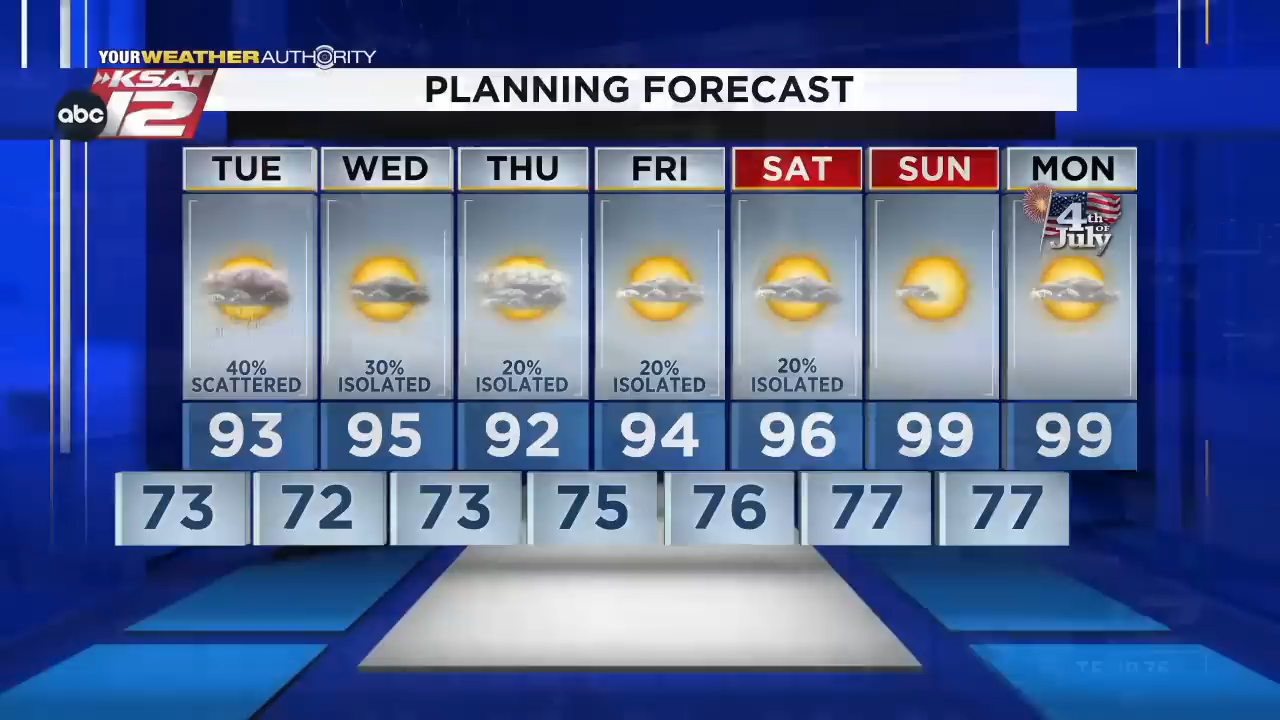 YOURWEATHERAUTHORITY
KSAT
abc 12
PLANNING FORECAST
TUE WED THU FRI SAT SUN MON
4th OF July
40% 30% 20% 20% 20%
SCATTERED ISOLATED ISOLATED ISOLATED ISOLATED
93 95 92 94 96 99 99
73 72 73 75 76 77 77